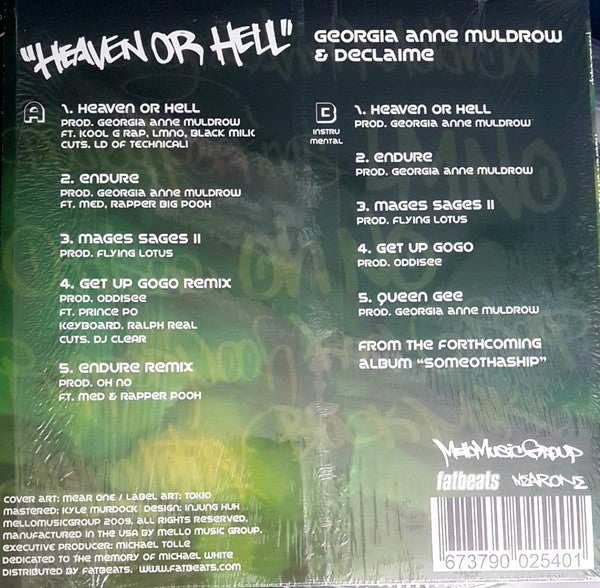 "HEAVEN OR HELL"
GEORGIA ANNE MULDROW
& DECLAIME
A
1. HEAVEN OR HELL
PROD. GEORGIA ANNE MULDROW
FT. KOOL G RAP, LMNO, BLACK MILK
CUTS. LD OF TECHNICALI
2. ENDURE
PROD. GEORGIA ANNE MULDROW
FT. MED, RAPPER BIG POOH
3. MAGES SAGES II
PROD. FLYING LOTUS
4. GET UP GOGO REMIX
PROD. ODDISEE
FT. PRINCE PO
KEYBOARD. RALPH REAL
CUTS. DJ CLEAR
5. ENDURE REMIX
PROD. OH NO
FT. MED & RAPPER POOH
B
INSTRU
MENTAL
1. HEAVEN OR HELL
PROD. GEORGIA ANNE MULDROW
2. ENDURE
PROD. GEORGIA ANNE MULDROW
3. MAGES SAGES II
PROD. FLYING LOTUS
4. GET UP GOGO
PROD. ODDISEE
5. QUEEN GEE
PROD. GEORGIA ANNE MULDROW
FROM THE FORTHCOMING
ALBUM "SOMEOTHASHIP"
COVER ART: MEAR ONE / LABEL ART: TOKIO
MASTERED: KYLE MURDOCK DESIGN: INJUNG HUH
MELLOMUSICGROUP 2009. ALL RIGHTS RESERVED.
MANUFACTURED IN THE USA BY MELLO MUSIC GROUP.
EXECUTIVE PRODUCER: MICHAEL TOLLE
DEDICATED TO THE MEMORY OF MICHAEL WHITE
DISTRIBUTED BY FATBEATS. WWW.FATBEATS.COM
MelloMusicGroup
fatbeats MEARONE
673790 025401